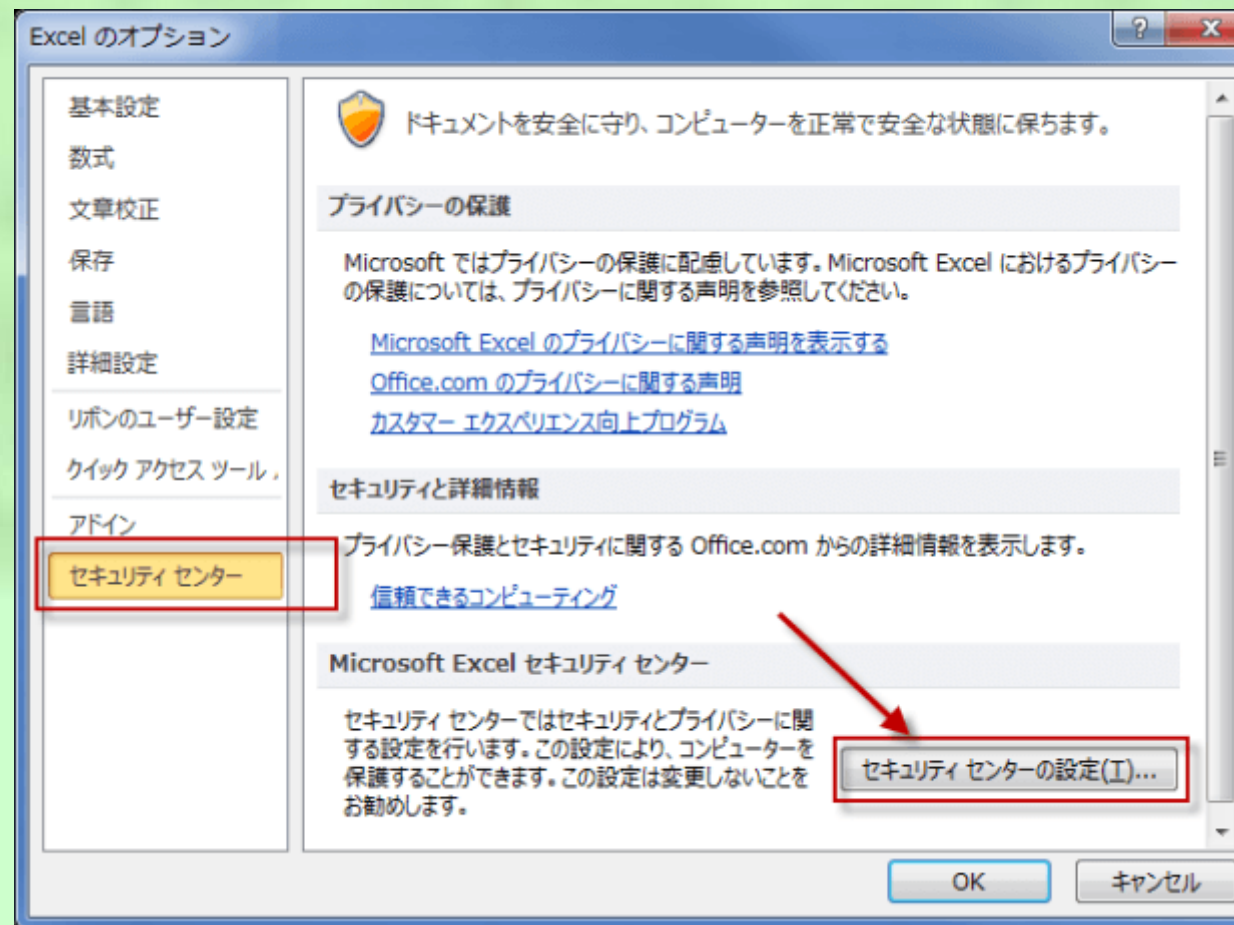 Excel のオプション
基本設定
数式
文章校正
保存
言語
詳細設定
リボンのユーザー設定
クイック アクセス ツール
アドイン
セキュリティ センター
ドキュメントを安全に守り、コンピューターを正常で安全な状態に保ちます。
プライバシーの保護
Microsoft ではプライバシーの保護に配慮しています。Microsoft Excel におけるプライバシー
の保護については、プライバシーに関する声明を参照してください。
Microsoft Excel のプライバシーに関する声明を表示する
Office.com のプライバシーに関する声明
カスタマー エクスペリエンス向上プログラム
セキュリティと詳細情報
プライバシー保護とセキュリティに関する Office.com からの詳細情報を表示します。
信頼できるコンピューティング
Microsoft Excel セキュリティ センター
セキュリティ センターではセキュリティとプライバシーに関
する設定を行います。この設定により、コンピューターを
保護することができます。この設定は変更しないことを
お勧めします。
セキュリティ センターの設定(T)...
OK
キャンセル